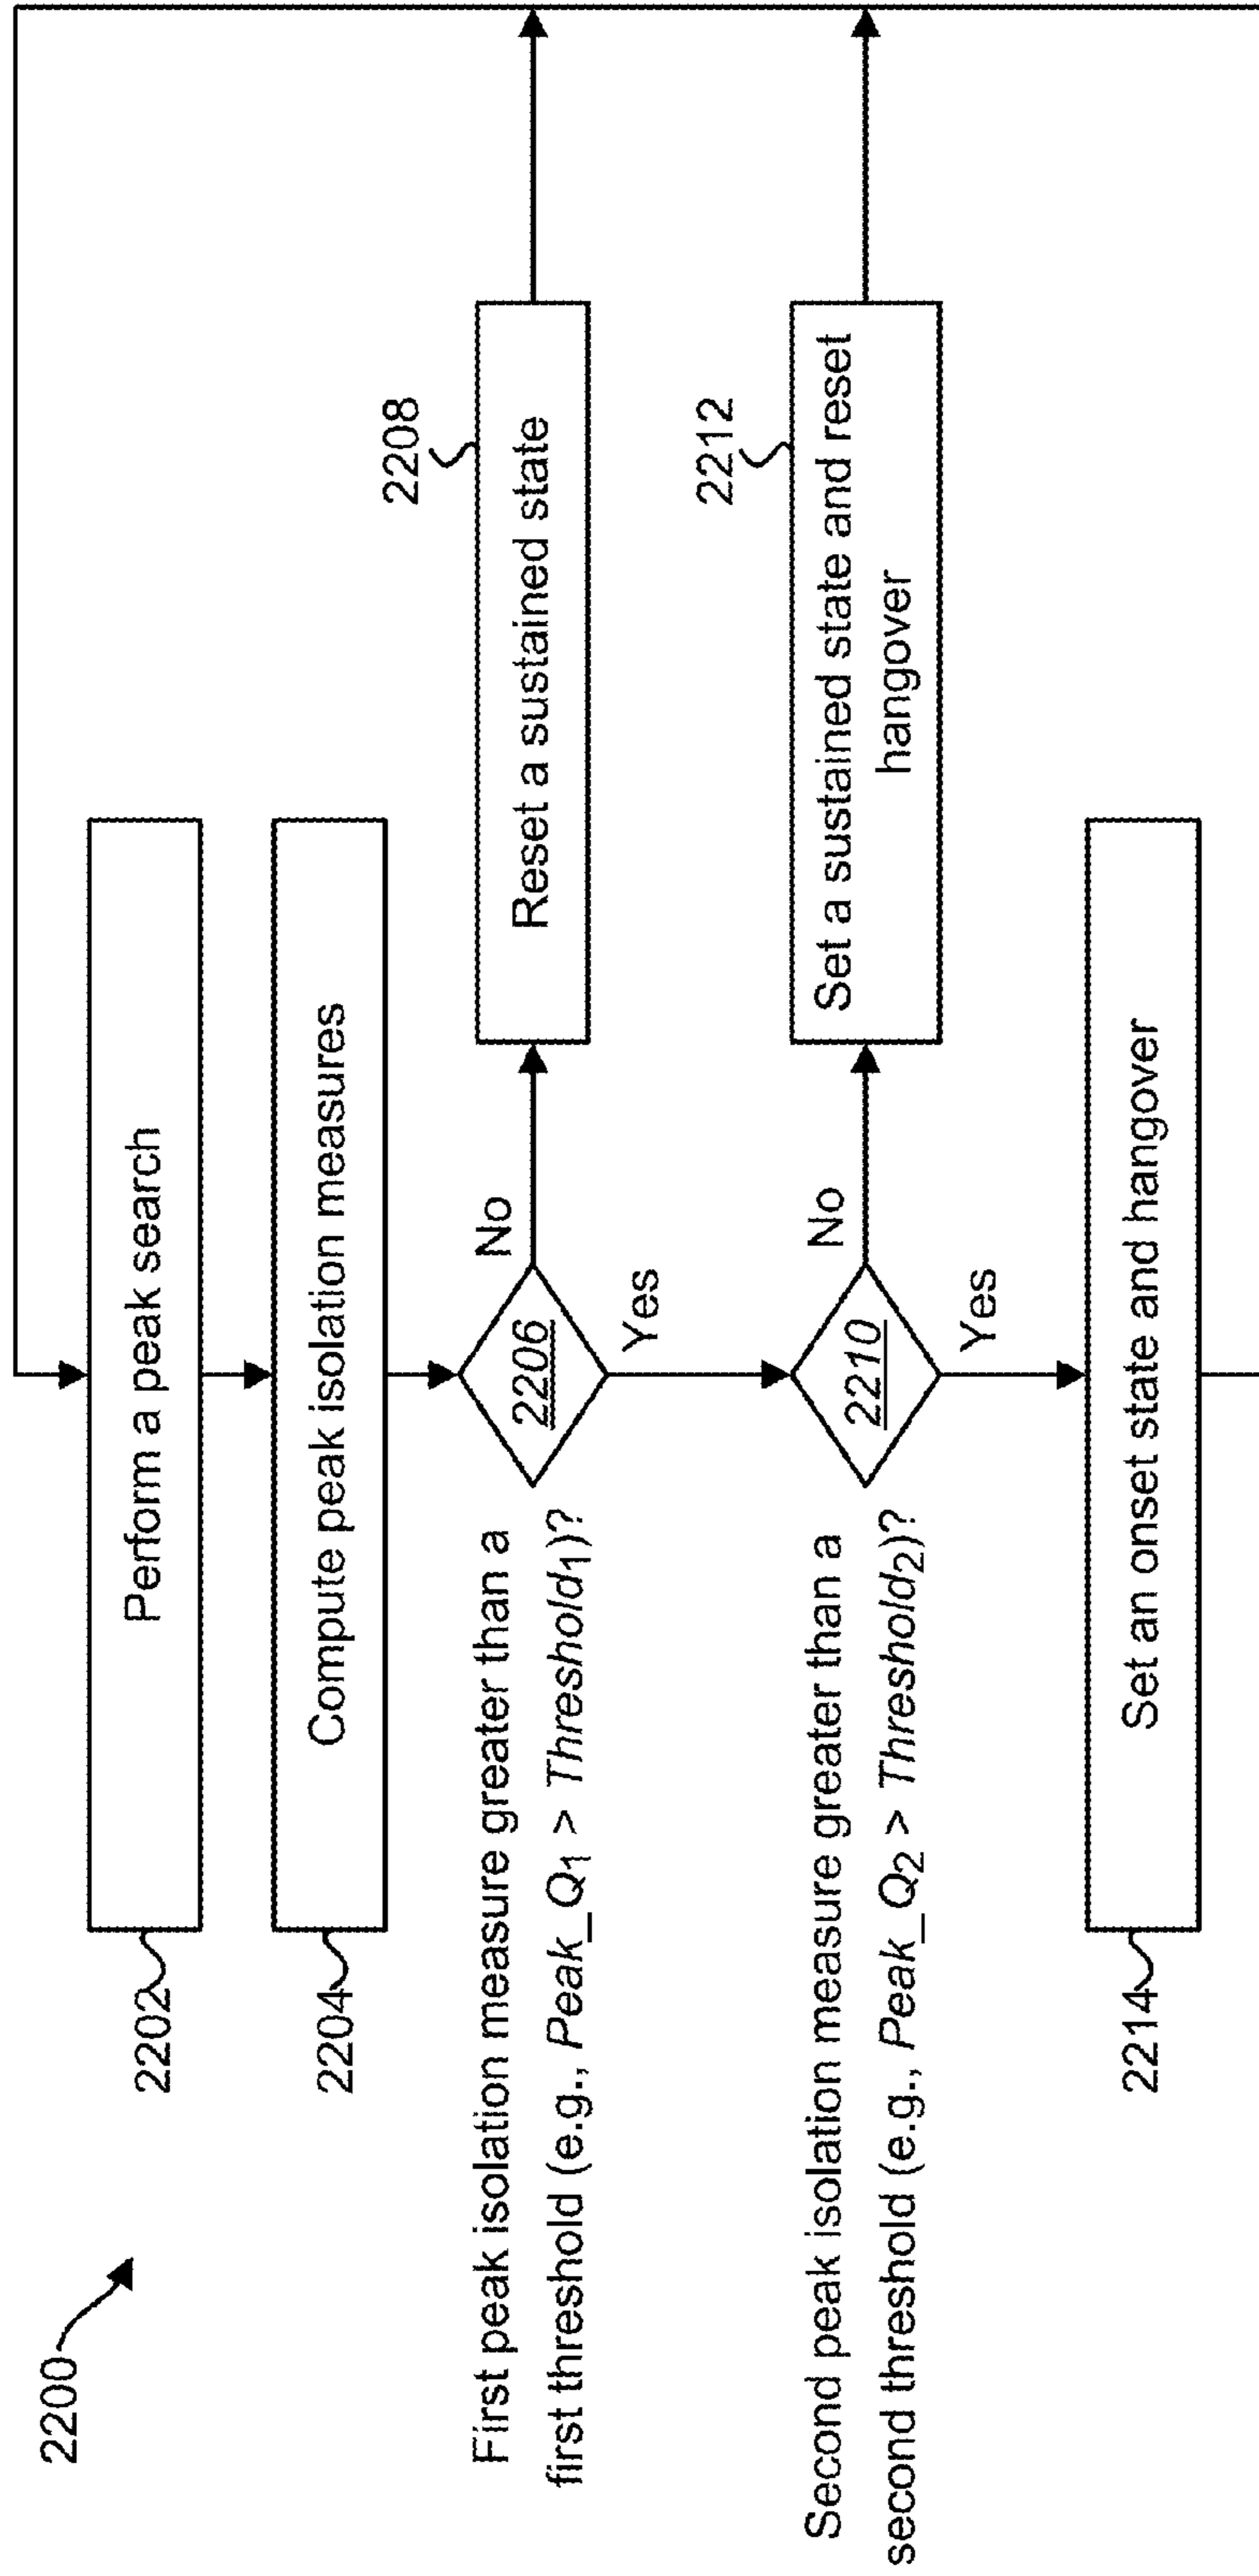 2200
2202
Perform a peak search
2204
Compute peak isolation measures
First peak isolation measure greater than a
first threshold (e.g., Peak_Q1 > Threshold1)?
2206
No
Yes
2208
Reset a sustained state
Second peak isolation measure greater than a
second threshold (e.g., Peak_Q2 > Threshold2)?
2210
No
Yes
2212
Set a sustained state and reset
hangover
2214
Set an onset state and hangover